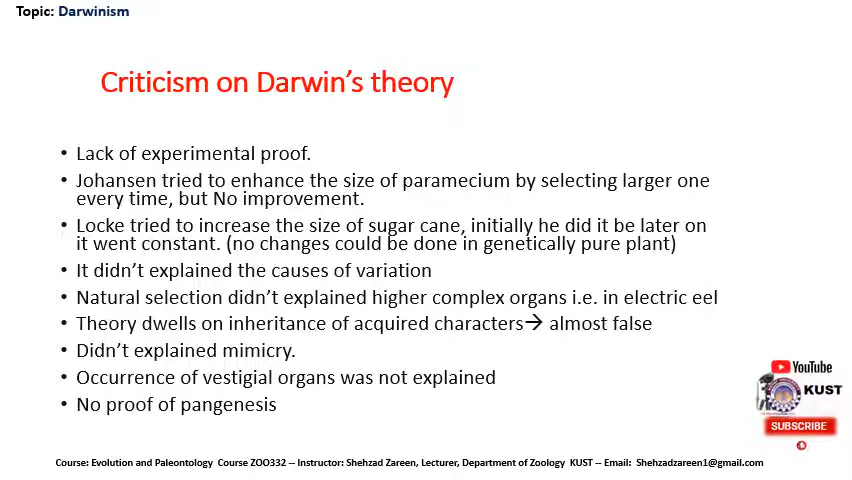 Topic: Darwinism
Criticism on Darwin's theory
• Lack of experimental proof.
• Johansen tried to enhance the size of paramecium by selecting larger one
every time, but No improvement.
• Locke tried to increase the size of sugar cane, initially he did it be later on
it went constant. (no changes could be done in genetically pure plant)
• It didn't explained the causes of variation
• Natural selection didn't explained higher complex organs i.e. in electric eel
• Theory dwells on inheritance of acquired characters→ almost false
• Didn't explained mimicry.
• Occurrence of vestigial organs was not explained
• No proof of pangenesis
YouTube
KUST
SUBSCRIBE
Course: Evolution and Paleontology Course ZOO332 -- Instructor: Shehzad Zareen, Lecturer, Department of Zoology KUST -- Email: Shehzadzareen1@gmail.com